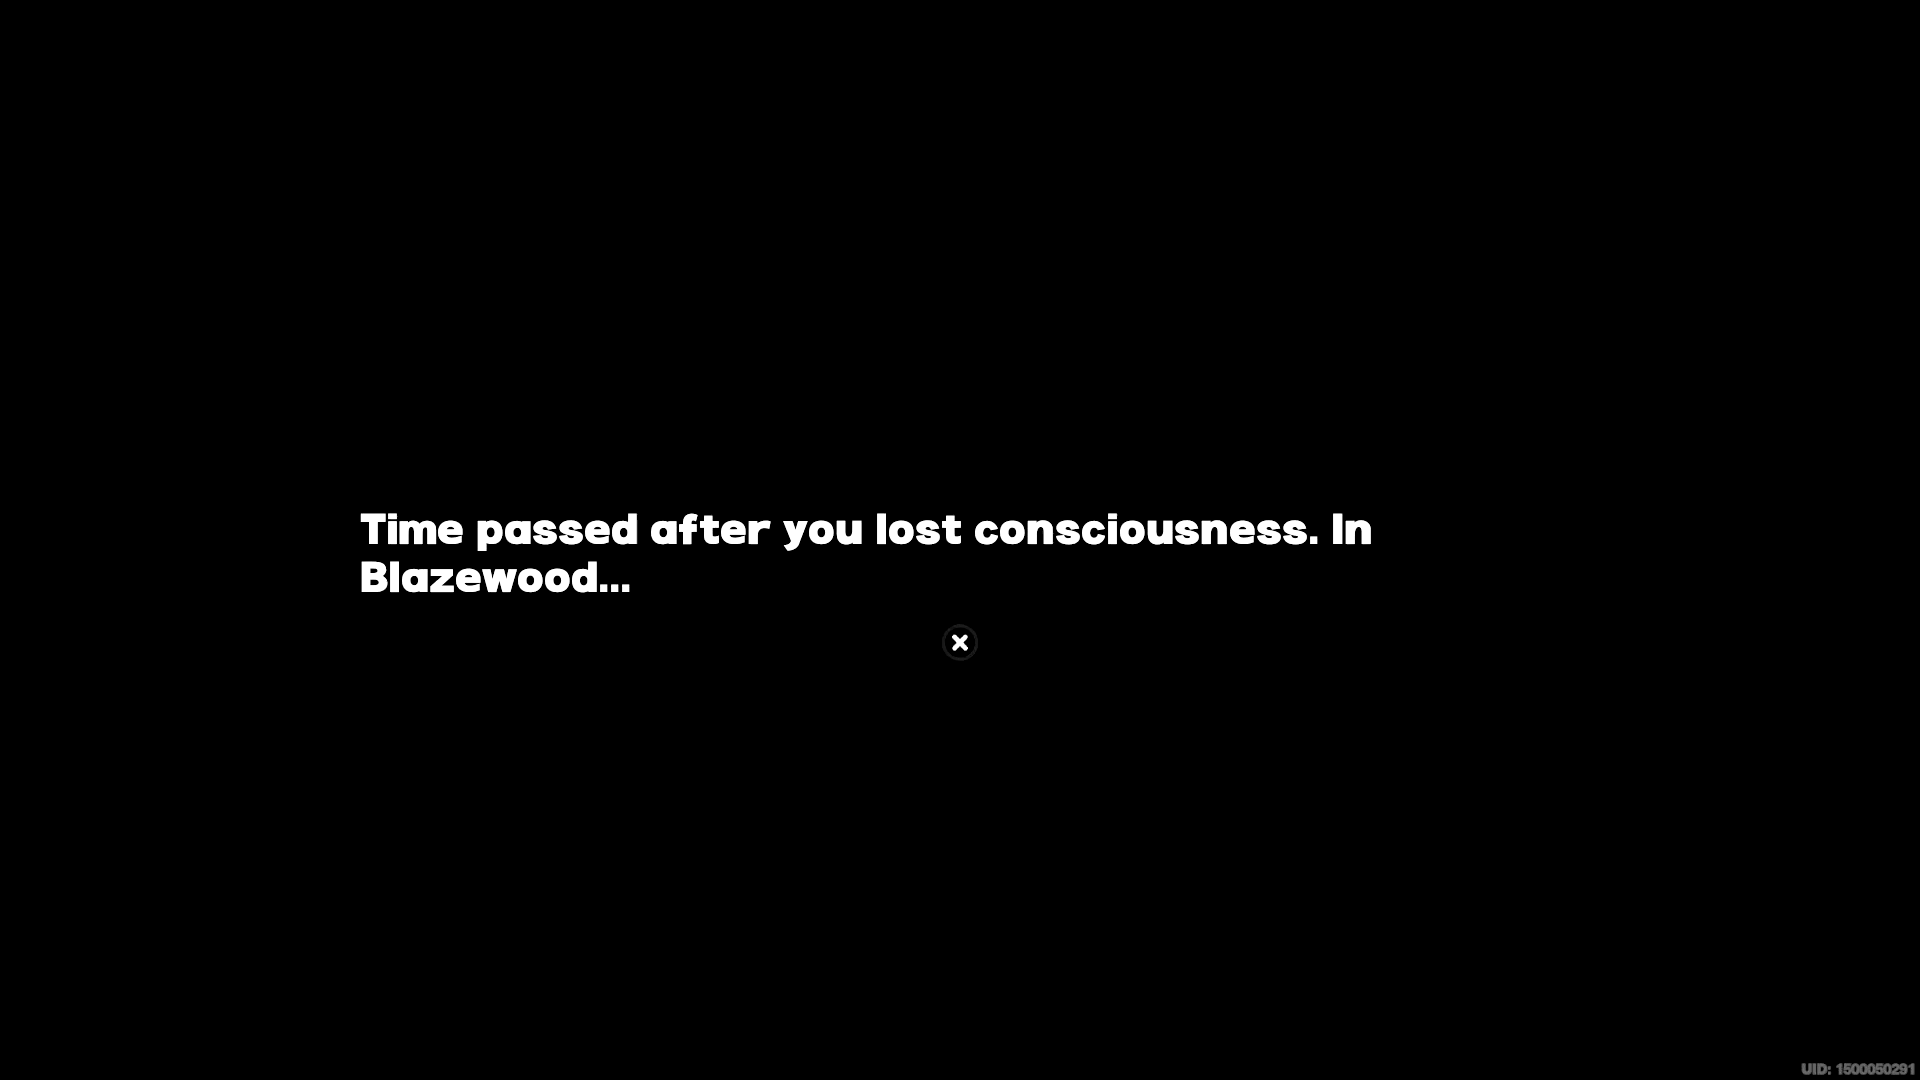 Time passed after you lost consciousness. In
Blazewood...
UID: 1500050291